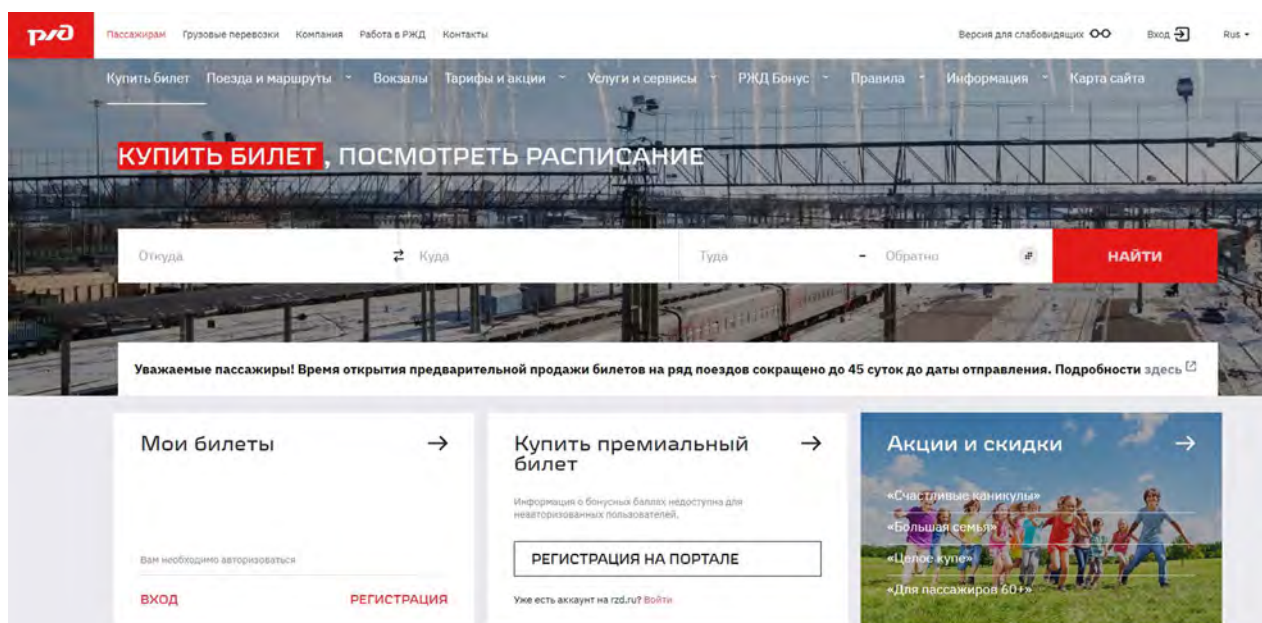 ржд Пассажирам Грузовые перевозки Компания Работа в РЖД Контакты Версия для слабовидящих Вход Rus
Купить билет Поезда и маршруты Вокзалы Тарифы и акции Услуги и сервисы РЖД Бонус Правила Информация Карта сайта
КУПИТЬ БИЛЕТ, ПОСМОТРЕТЬ РАСПИСАНИЕ
Откуда Куда Туда - Обратно НАЙТИ
Уважаемые пассажиры! Время открытия предварительной продажи билетов на ряд поездов сокращено до 45 суток до даты отправления. Подробности здесь
Мои билеты
Вам необходимо авторизоваться
ВХОД РЕГИСТРАЦИЯ
Купить премиальный
билет
Информация о бонусных баллах недоступна для
неавторизованных пользователей.
РЕГИСТРАЦИЯ НА ПОРТАЛЕ
Уже есть аккаунт на rzd.ru? Войти
Акции и скидки
«Счастливые каникулы»
«Большая семья»
«Целое купе»
«Для пассажиров 60+»